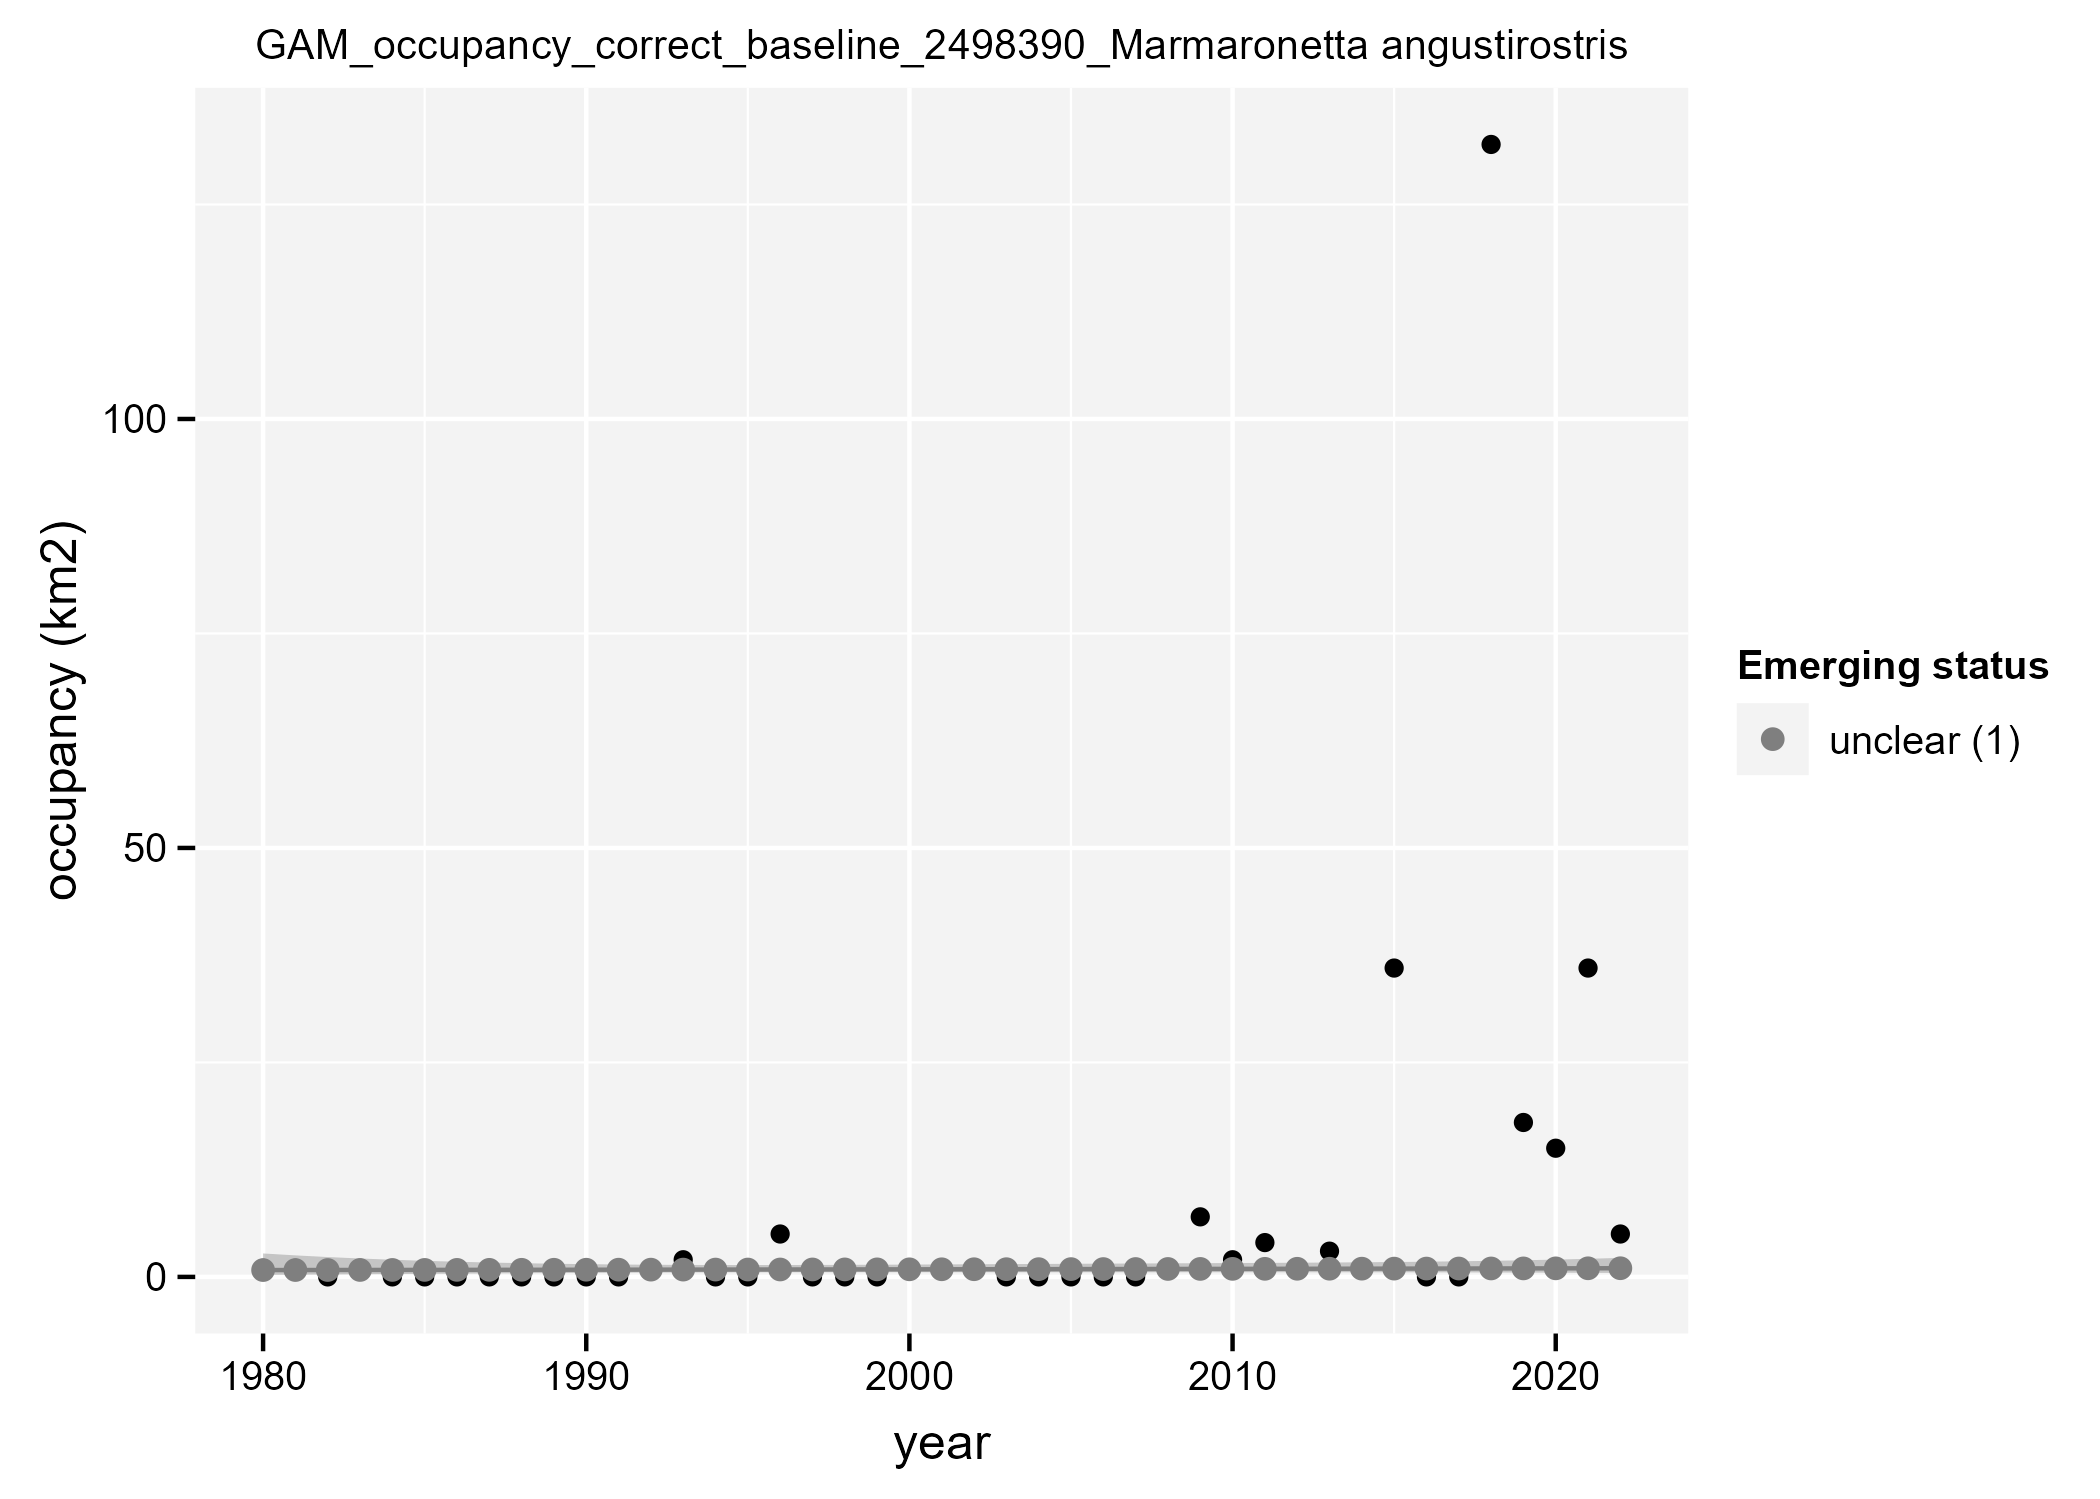 GAM_occupancy_correct_baseline_2498390_Marmaronetta angustirostris
occupancy (km2)
100
50
0
1980
1990
2000
2010
2020
year
Emerging status
unclear (1)